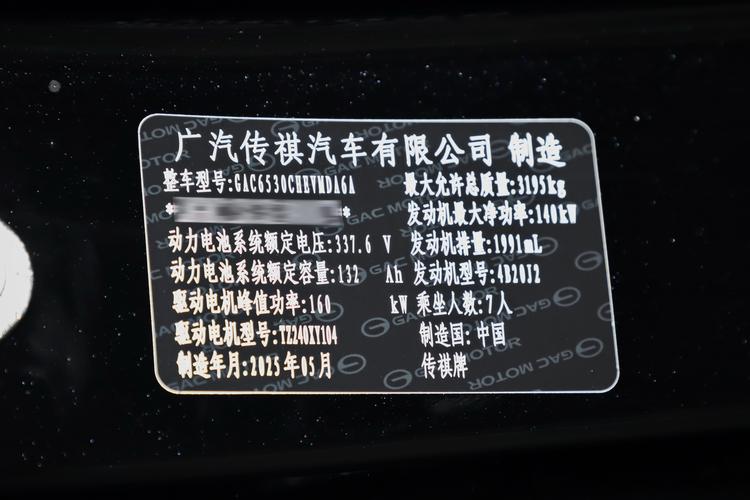 广汽传祺汽车有限公司 制造
整车型号:GAC6530CHEVMDA6A 最大允许总质量:3195kg
* * 发动机最大净功率:140kW
动力电池系统额定电压:337.6 V 发动机排量:1991mL
动力电池系统额定容量:132 Ah 发动机型号:4B20J2
驱动电机峰值功率:160 kW 乘坐人数:7人
驱动电机型号:TZ240XY104 制造国:中国
制造年月:2025年05月 传祺牌
GAC MOTOR